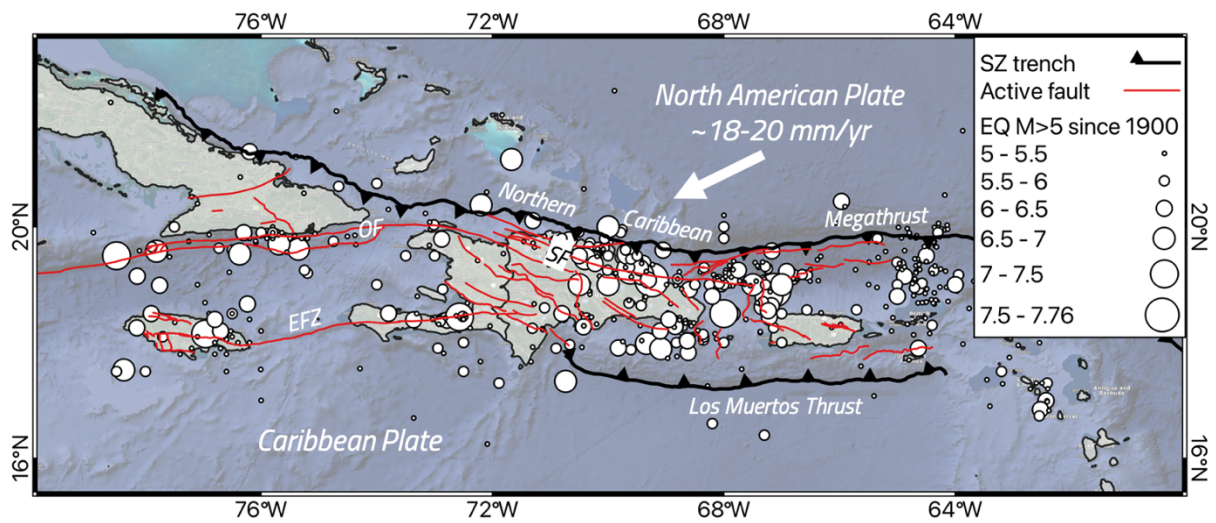 76°W 72°W 68°W 64°W
SZ trench
Active fault
EQ M>5 since 1900
5 - 5.5
5.5 - 6
6 - 6.5
6.5 - 7
7 - 7.5
7.5 - 7.76
North American Plate
~18-20 mm/yr
Northern Caribbean Megathrust
20°N
20°N
OF
SF
EFZ
Los Muertos Thrust
Caribbean Plate
16°N
16°N
76°W 72°W 68°W 64°W